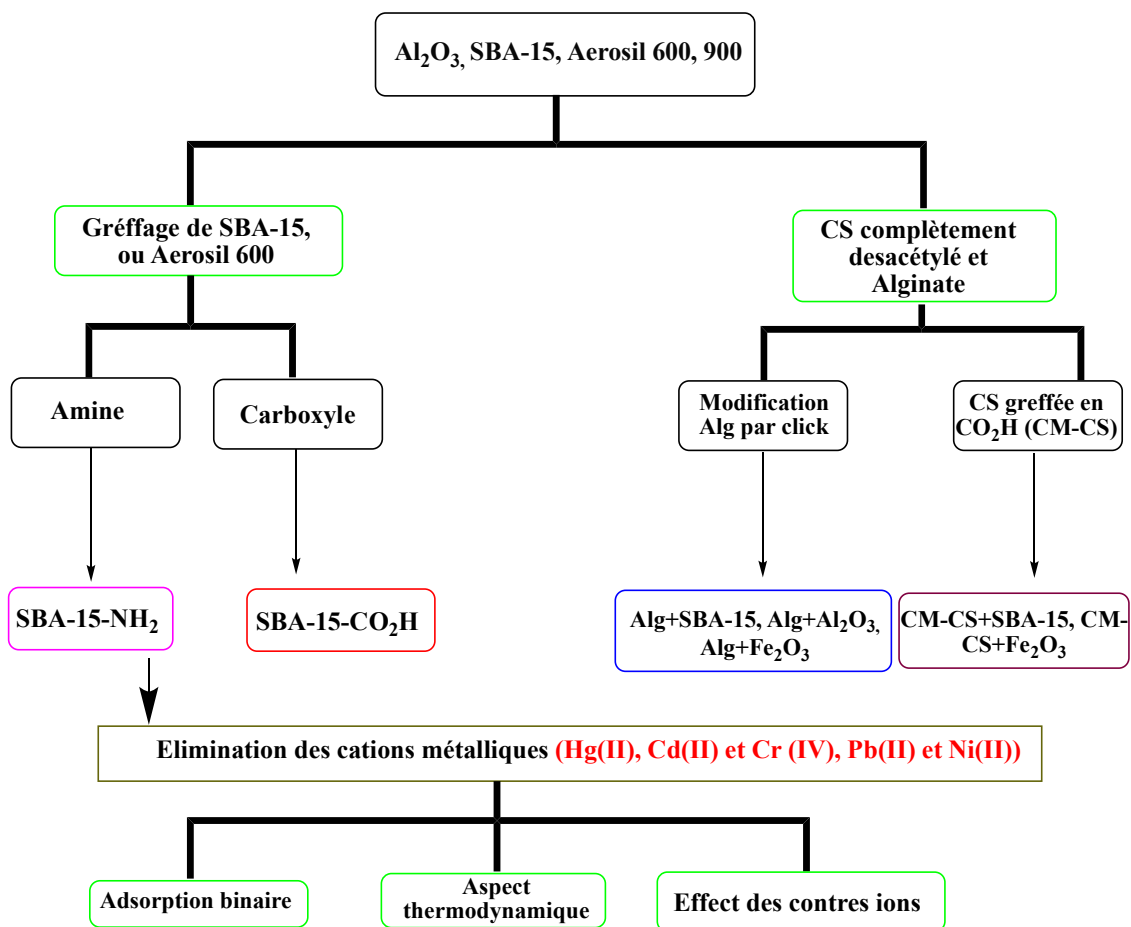 Al2O3, SBA-15, Aerosil 600, 900
Gréffage de SBA-15,
ou Aerosil 600
CS complètement
desacétylé et
Alginate
Amine
Carboxyle
Modification
Alg par click
CS greffée en
CO2H (CM-CS)
SBA-15-NH2
SBA-15-CO2H
Alg+SBA-15, Alg+Al2O3,
Alg+Fe2O3
CM-CS+SBA-15, CM-
CS+Fe2O3
Elimination des cations métalliques (Hg(II), Cd(II) et Cr (IV), Pb(II) et Ni(II))
Adsorption binaire
Aspect
thermodynamique
Effect des contres ions